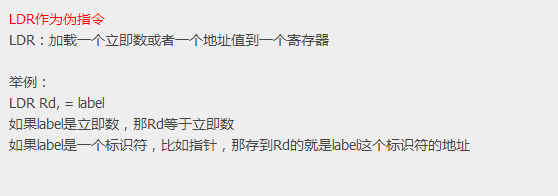 LDR作为伪指令
LDR：加载一个立即数或者一个地址值到一个寄存器
举例：
LDR Rd, = label
如果label是立即数，那Rd等于立即数
如果label是一个标识符，比如指针，那存到Rd的就是label这个标识符的地址